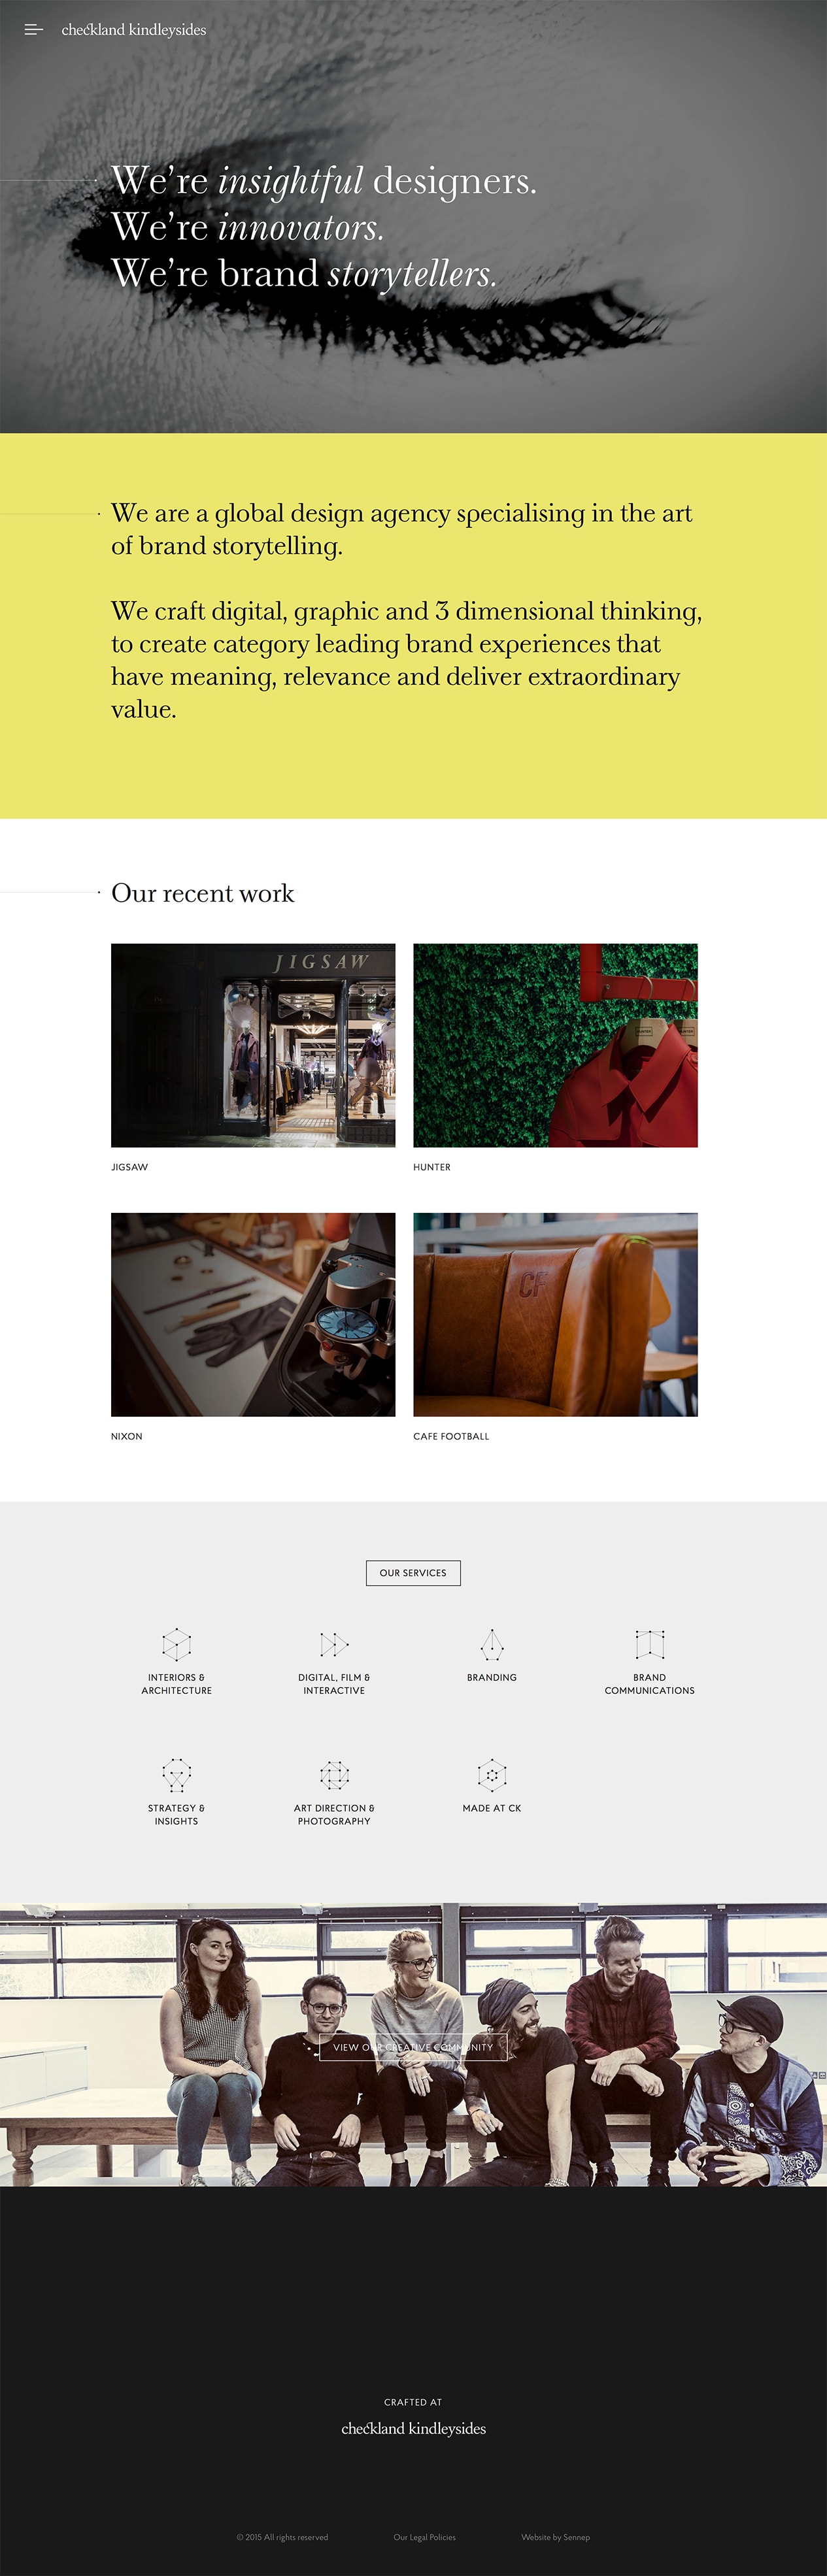 checkland kindleysides
We're insightful designers.
We're innovators.
We're brand storytellers.
We are a global design agency specialising in the art
of brand storytelling.
We craft digital, graphic and 3 dimensional thinking,
to create category leading brand experiences that
have meaning, relevance and deliver extraordinary
value.
Our recent work
JIGSAW
HUNTER
HUNTER
JIGSAW
HUNTER
CF
NIXON
CAFE FOOTBALL
OUR SERVICES
INTERIORS &
ARCHITECTURE
DIGITAL, FILM &
INTERACTIVE
BRANDING
BRAND
COMMUNICATIONS
STRATEGY &
INSIGHTS
ART DIRECTION &
PHOTOGRAPHY
MADE AT CK
VIEW OUR CREATIVE COMMUNITY
CRAFTED AT
checkland kindleysides
© 2015 All rights reserved
Our Legal Policies
Website by Sennep